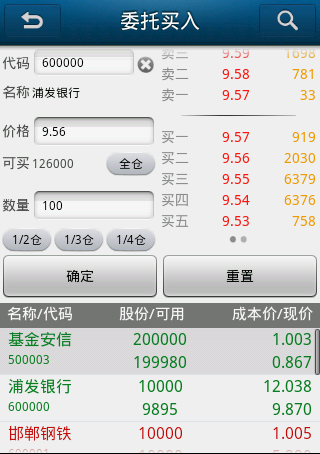 委托买入
代码 600000
名称 浦发银行
价格 9.56
可买 126000 全仓
数量 100
1/2仓 1/3仓 1/4仓
卖三 9.59 1698
卖二 9.58 781
卖一 9.57 33
买一 9.57 919
买二 9.56 2030
买三 9.55 6379
买四 9.54 6376
买五 9.53 758
确定 重置
名称/代码 股份/可用 成本价/现价
基金安信 200000 1.003
500003 199980 0.867
浦发银行 10000 12.038
600000 9895 9.870
邯郸钢铁 10000 1.005